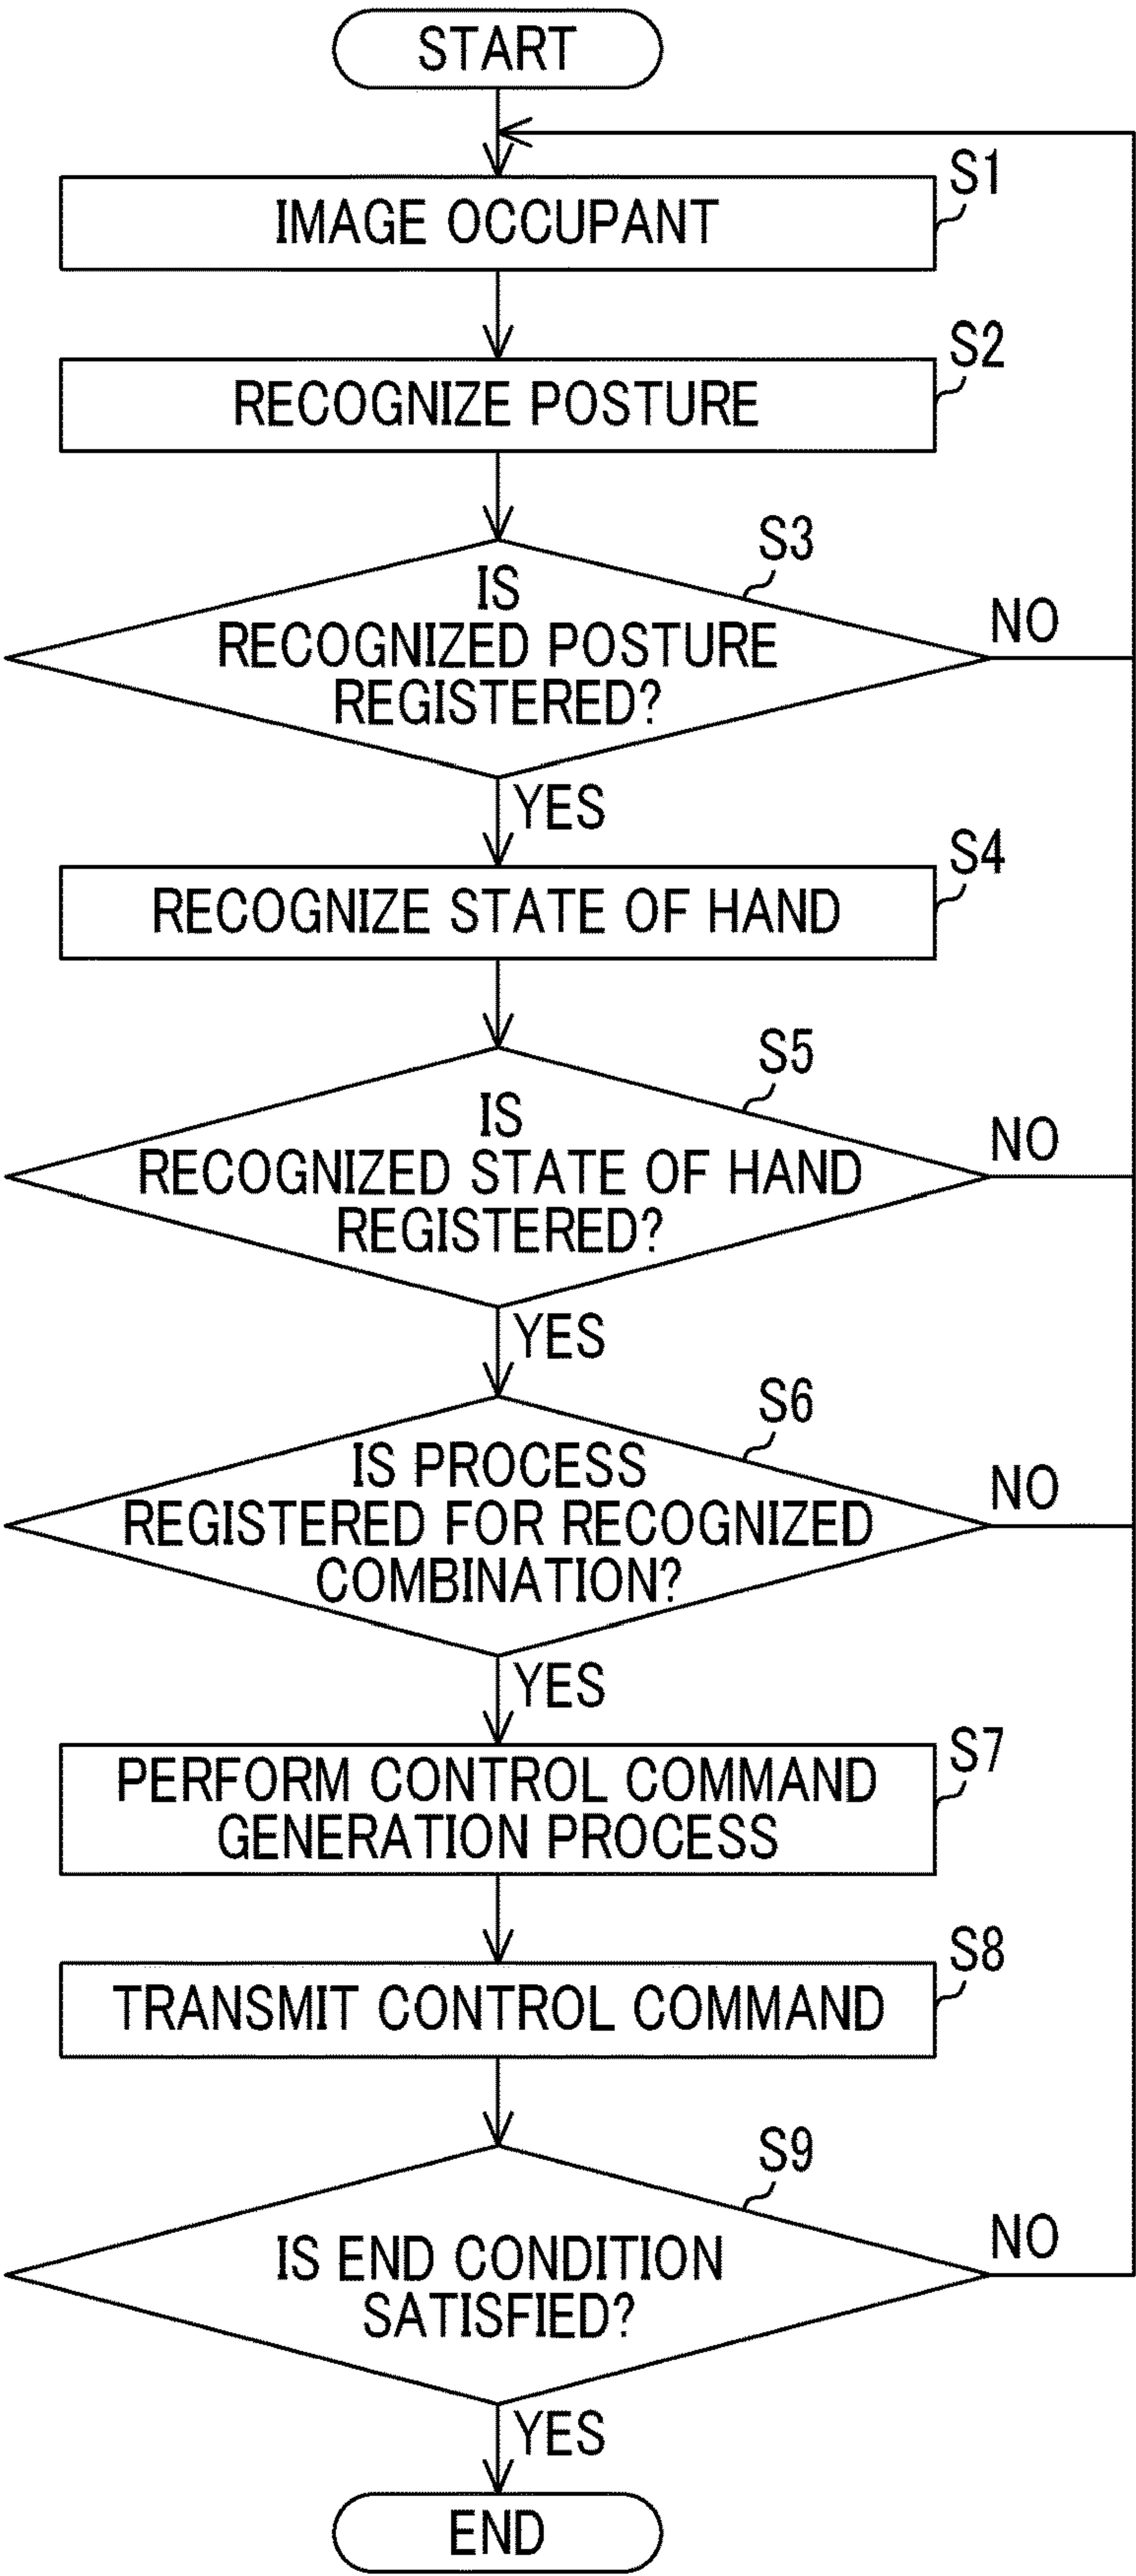 START
S1
IMAGE OCCUPANT
S2
RECOGNIZE POSTURE
S3
IS
RECOGNIZED POSTURE
REGISTERED?
NO
YES
S4
RECOGNIZE STATE OF HAND
S5
IS
RECOGNIZED STATE OF HAND
REGISTERED?
NO
YES
S6
IS PROCESS
REGISTERED FOR RECOGNIZED
COMBINATION?
NO
YES
S7
PERFORM CONTROL COMMAND
GENERATION PROCESS
S8
TRANSMIT CONTROL COMMAND
S9
IS END CONDITION
SATISFIED?
NO
YES
END